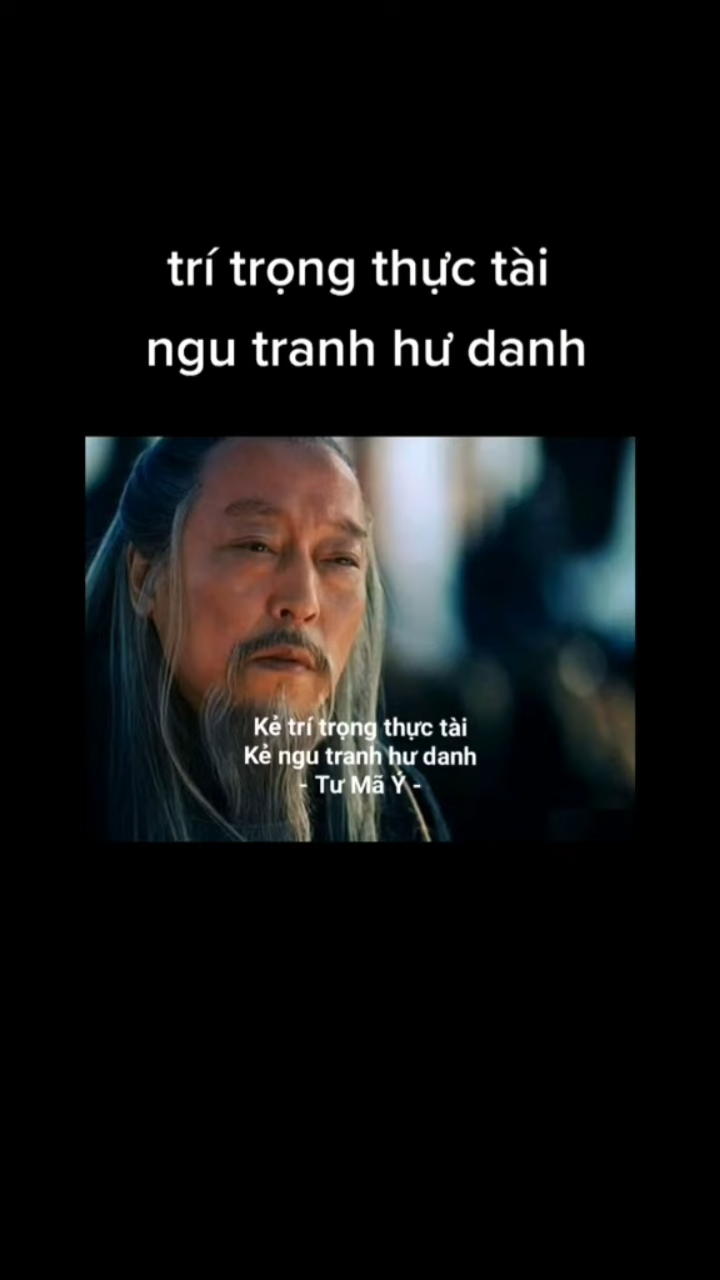 trí trọng thực tài
ngu tranh hư danh
Kẻ trí trọng thực tài
Kẻ ngu tranh hư danh
- Tư Mã Ý -